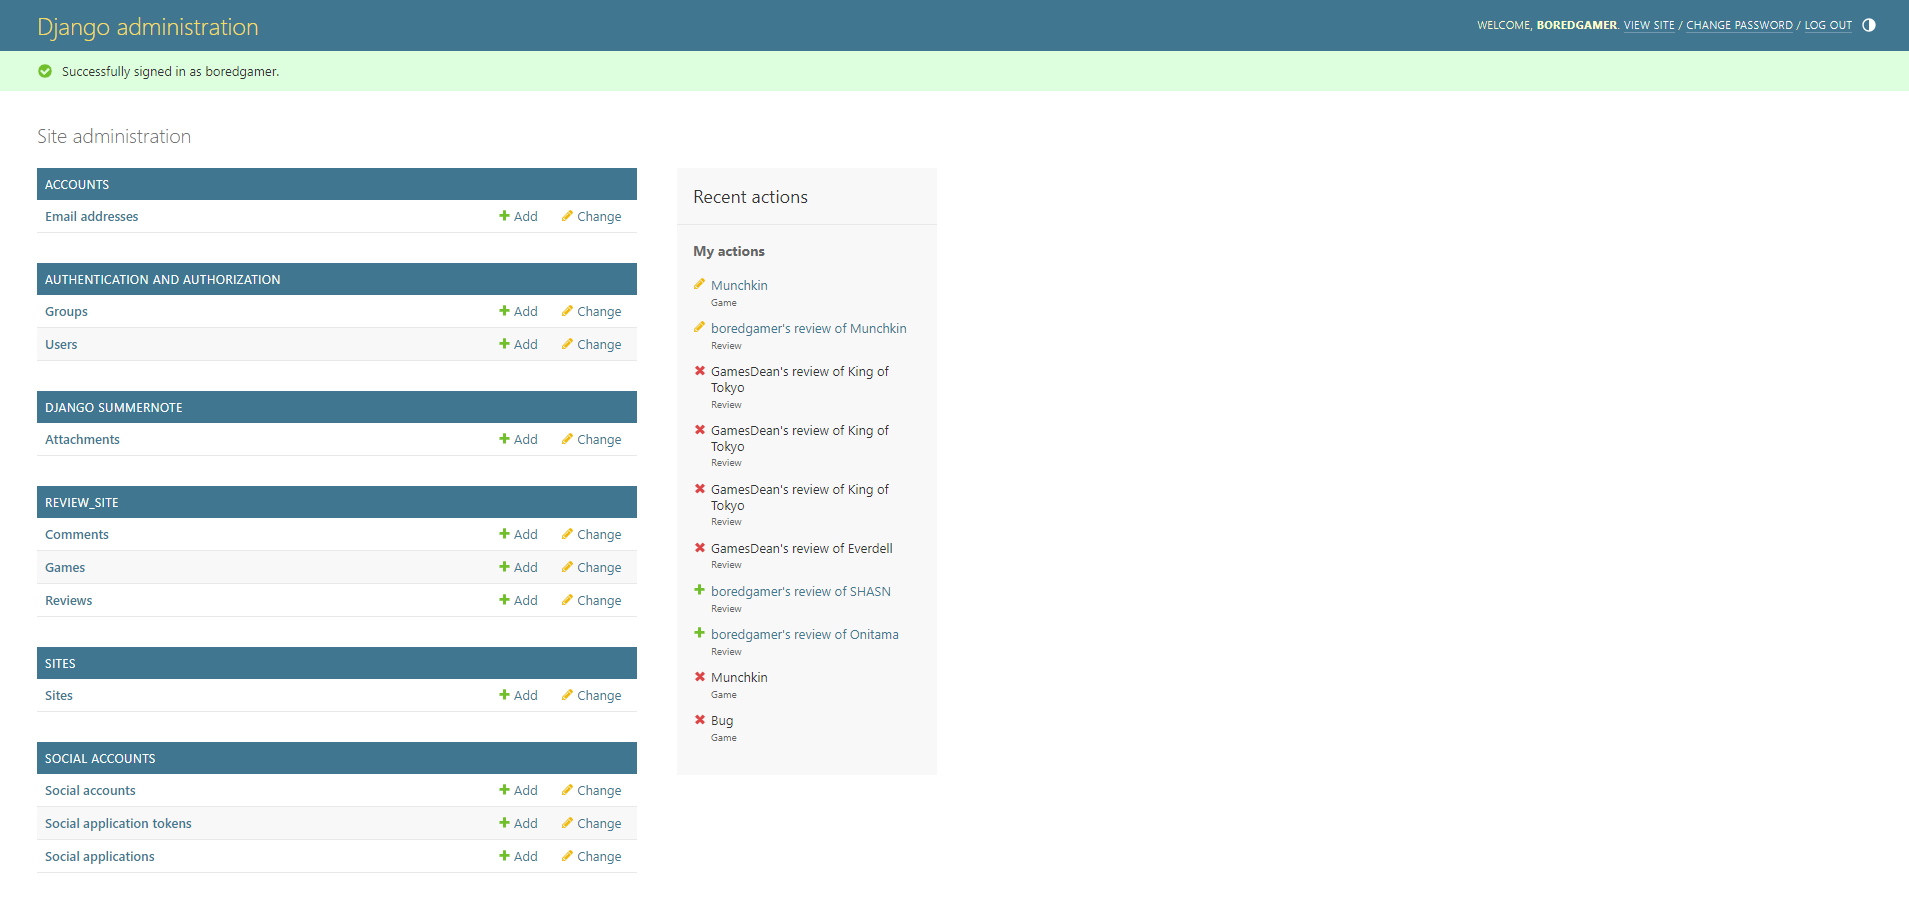 Django administration
WELCOME, BOREDGAMER. VIEW SITE / CHANGE PASSWORD / LOG OUT
Successfully signed in as boredgamer.
Site administration
ACCOUNTS
Email addresses Add Change
AUTHENTICATION AND AUTHORIZATION
Groups Add Change
Users Add Change
DJANGO SUMMERNOTE
Attachments Add Change
REVIEW_SITE
Comments Add Change
Games Add Change
Reviews Add Change
SITES
Sites Add Change
SOCIAL ACCOUNTS
Social accounts Add Change
Social application tokens Add Change
Social applications Add Change
Recent actions
My actions
Munchkin
Game
boredgamer's review of Munchkin
Review
GamesDean's review of King of
Tokyo
Review
GamesDean's review of King of
Tokyo
Review
GamesDean's review of King of
Tokyo
Review
GamesDean's review of Everdell
Review
boredgamer's review of SHASN
Review
boredgamer's review of Onitama
Review
Munchkin
Game
Bug
Game